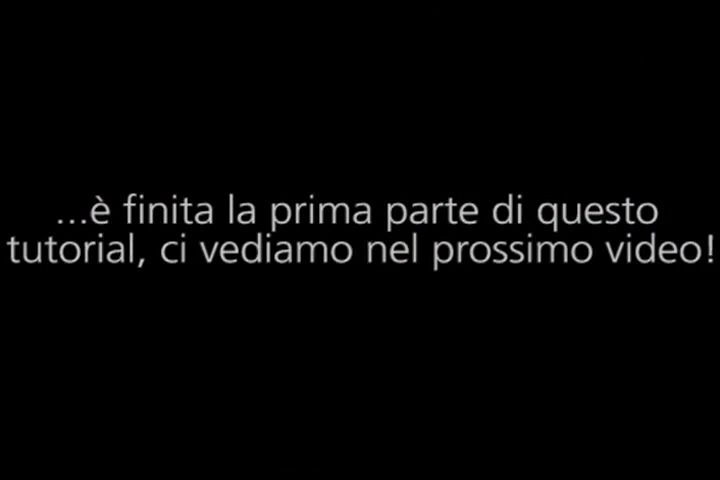 ...è finita la prima parte di questo
tutorial, ci vediamo nel prossimo video!